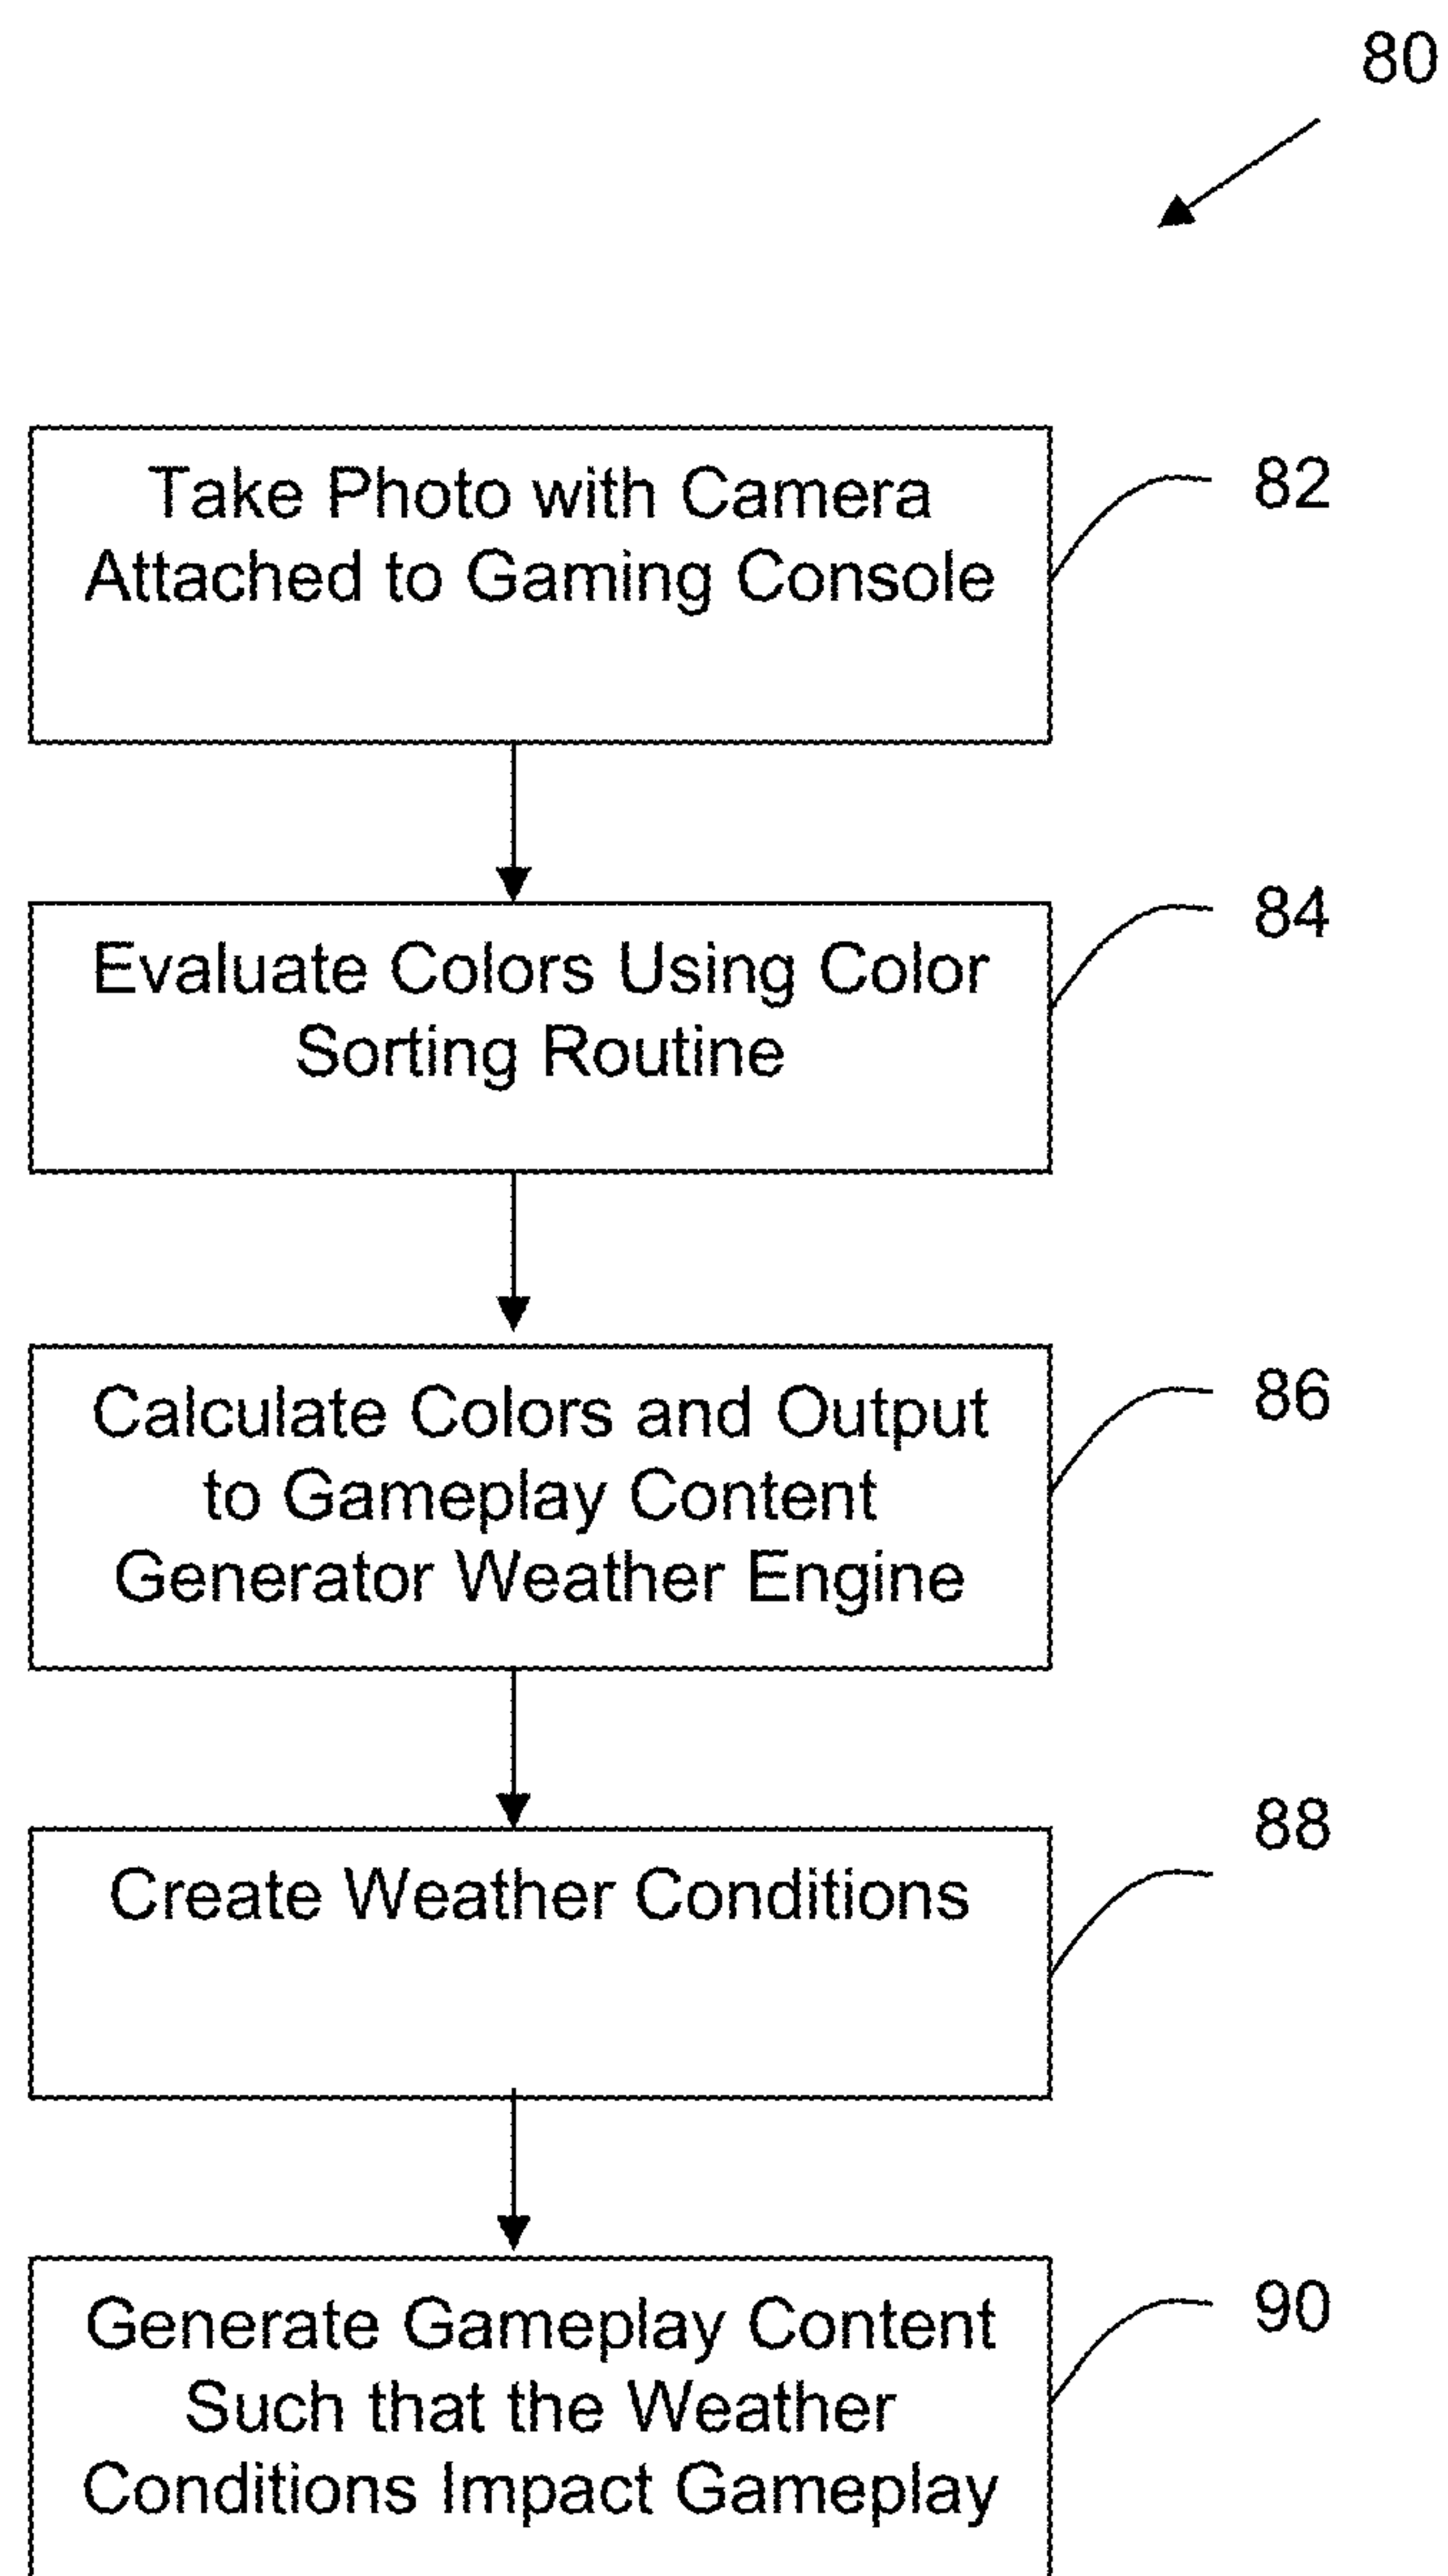 80
Take Photo with Camera
Attached to Gaming Console
82
Evaluate Colors Using Color
Sorting Routine
84
Calculate Colors and Output
to Gameplay Content
Generator Weather Engine
86
Create Weather Conditions
88
Generate Gameplay Content
Such that the Weather
Conditions Impact Gameplay
90